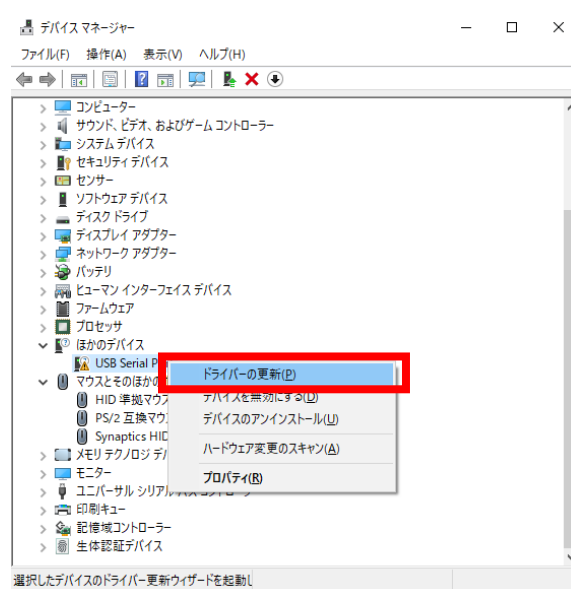 デバイス マネージャー
ファイル(F) 操作(A) 表示(V) ヘルプ(H)
コンピューター
サウンド、ビデオ、およびゲーム コントローラー
システム デバイス
セキュリティ デバイス
センサー
ソフトウェア デバイス
ディスク ドライブ
ディスプレイ アダプター
ネットワーク アダプター
バッテリ
ヒューマン インターフェイス デバイス
ファームウェア
プロセッサ
ほかのデバイス
USB Serial P
ドライバーの更新(P)
マウスとそのほかの
デバイスを無効にする(D)
HID 準拠マウス
PS/2 互換マウ
デバイスのアンインストール(U)
Synaptics HID
ハードウェア変更のスキャン(A)
メモリ テクノロジ デバ
モニター
プロパティ(R)
ユニバーサル シリアル バス コントローラー
印刷キュー
記憶域コントローラー
生体認証デバイス
選択したデバイスのドライバー更新ウィザードを起動し